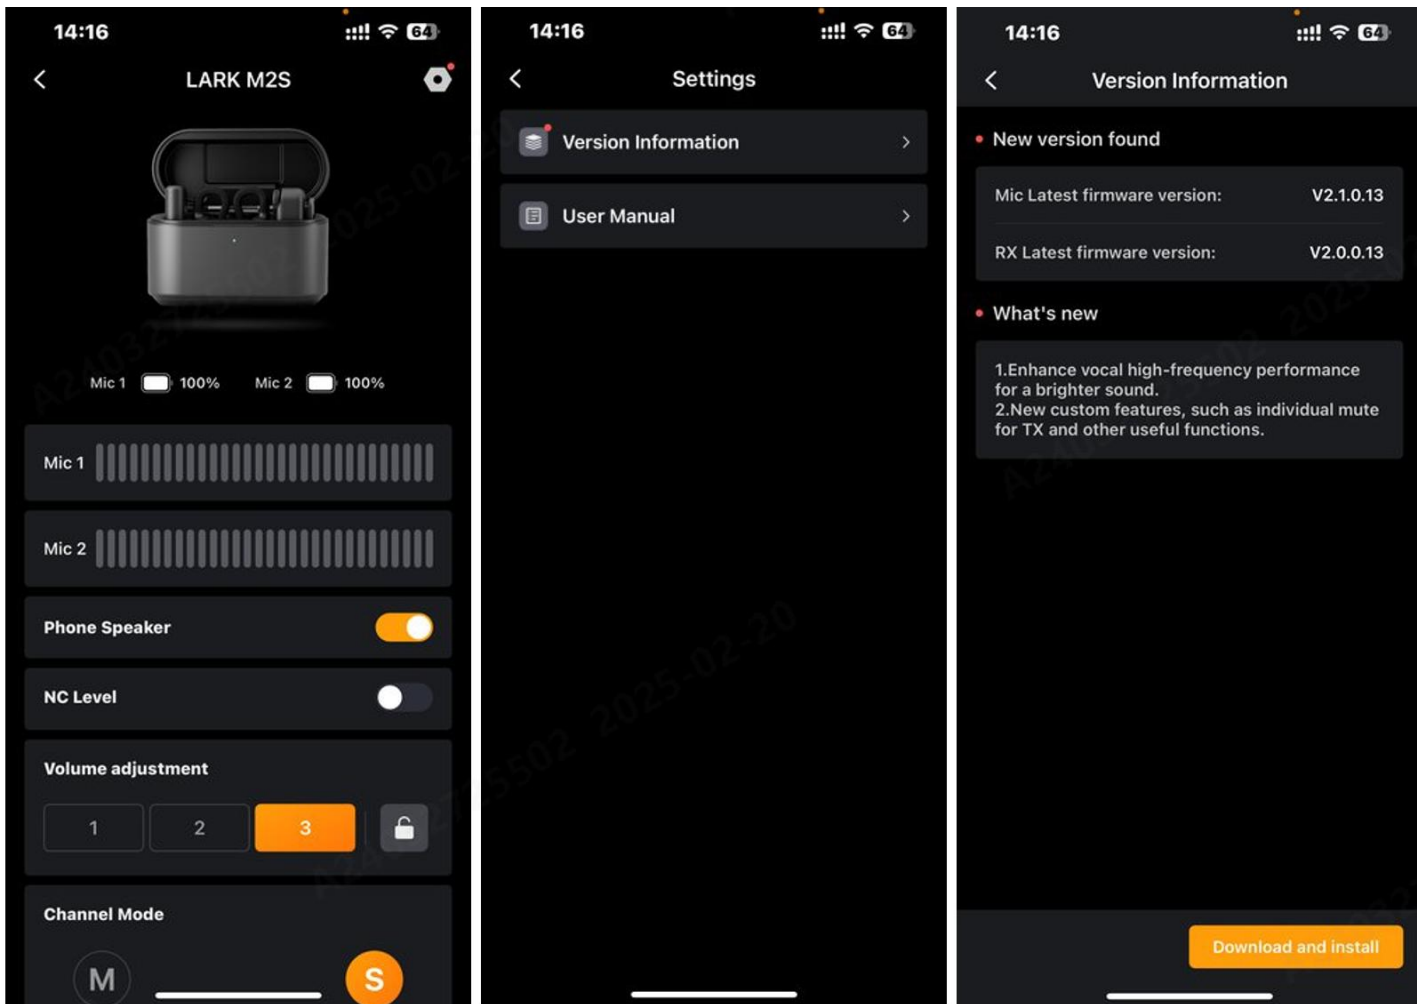 14:16
64
LARK M2S
Mic 1 100% Mic 2 100%
Mic 1
Mic 2
Phone Speaker
NC Level
Volume adjustment
1 2 3
Channel Mode
M S
14:16
64
Settings
Version Information
User Manual
14:16
64
Version Information
New version found
Mic Latest firmware version: V2.1.0.13
RX Latest firmware version: V2.0.0.13
What's new
1.Enhance vocal high-frequency performance
for a brighter sound.
2.New custom features, such as individual mute
for TX and other useful functions.
Download and install